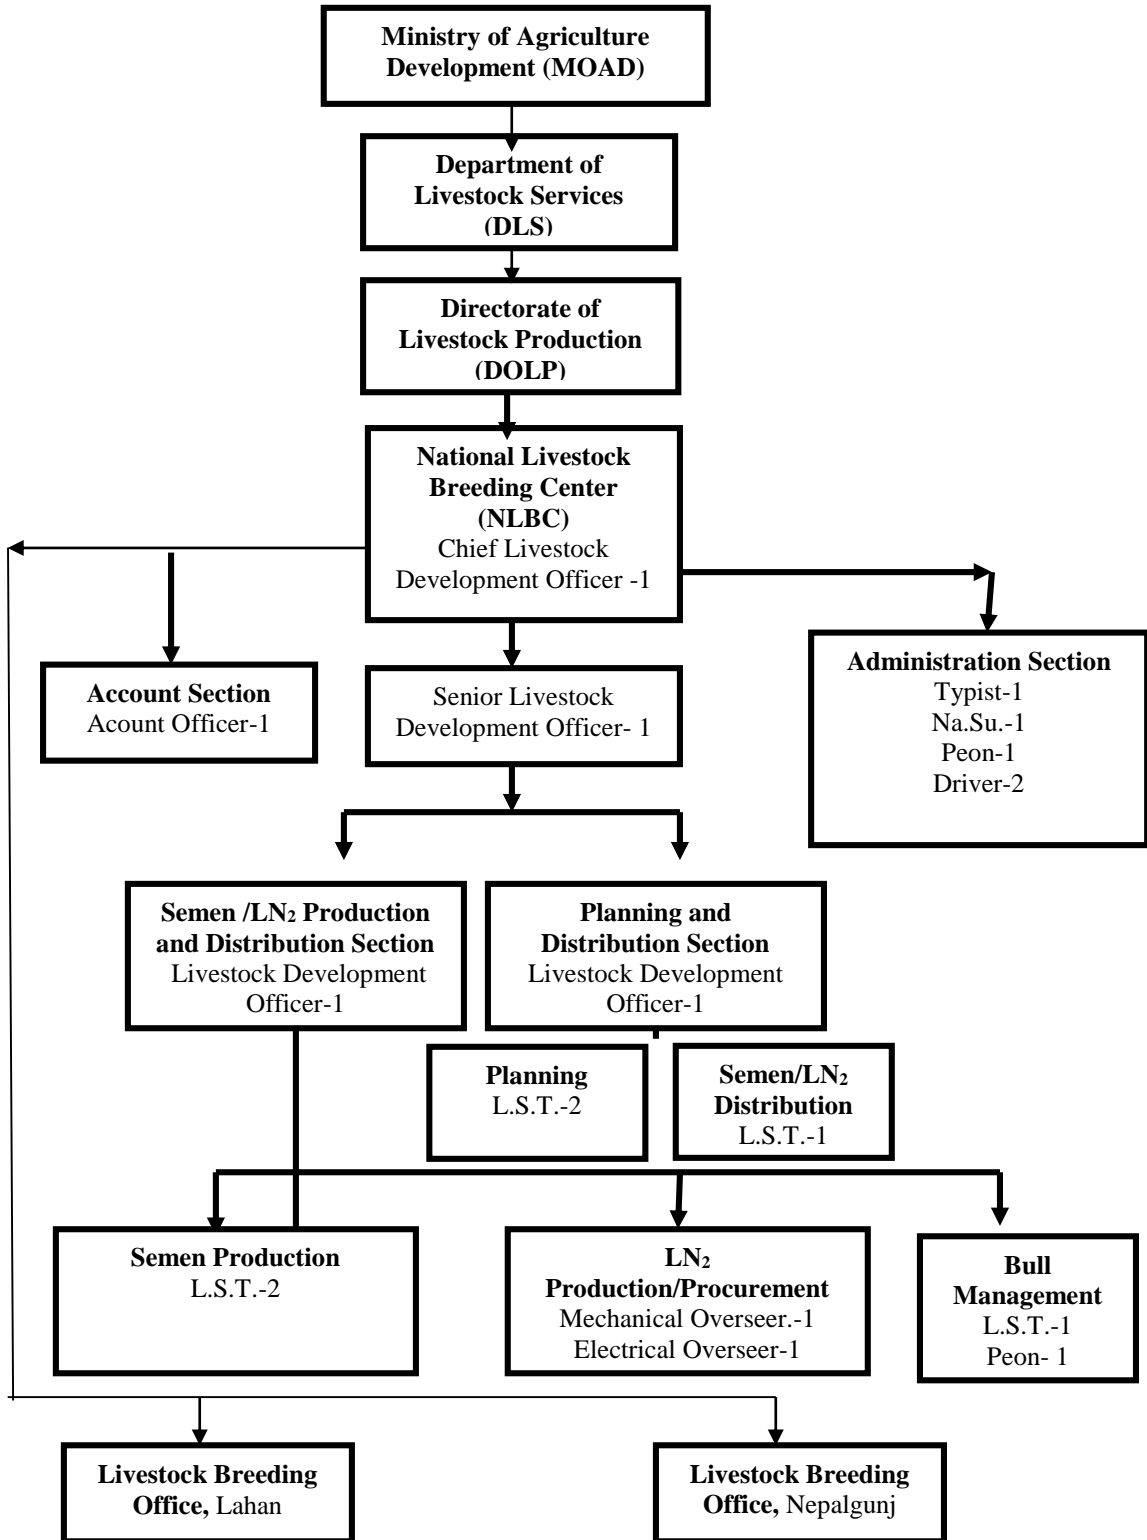 Ministry of Agriculture
Development (MOAD)
Department of
Livestock Services
(DLS)
Directorate of
Livestock Production
(DOLP)
National Livestock
Breeding Center
(NLBC)
Chief Livestock
Development Officer -1
Account Section
Acount Officer-1
Senior Livestock
Development Officer- 1
Administration Section
Typist-1
Na.Su.-1
Peon-1
Driver-2
Semen /LN₂ Production
and Distribution Section
Livestock Development
Officer-1
Planning and
Distribution Section
Livestock Development
Officer-1
Planning
L.S.T.-2
Semen/LN₂
Distribution
L.S.T.-1
Semen Production
L.S.T.-2
LN₂
Production/Procurement
Mechanical Overseer.-1
Electrical Overseer-1
Bull
Management
L.S.T.-1
Peon- 1
Livestock Breeding
Office, Lahan
Livestock Breeding
Office, Nepalgunj